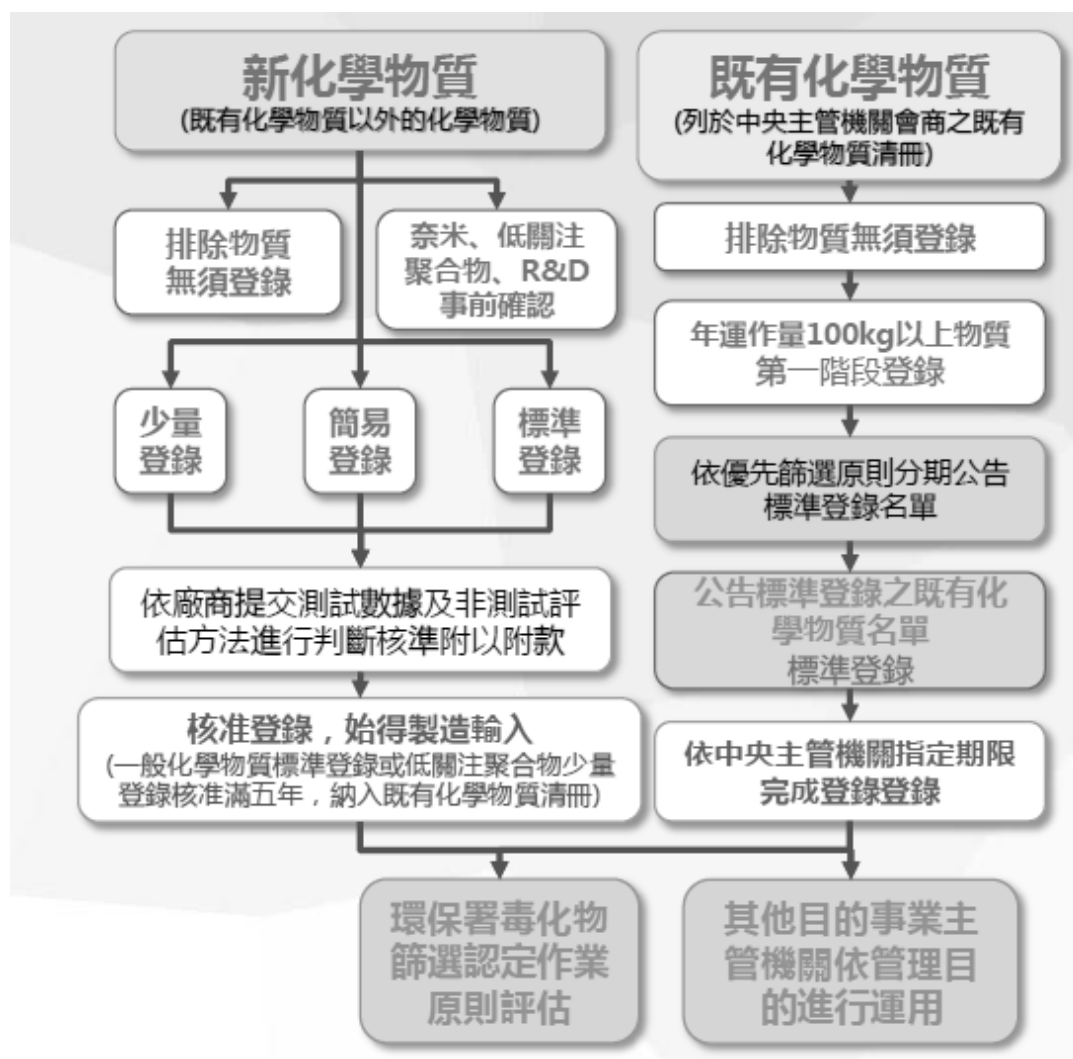 新化學物質
(既有化學物質以外的化學物質)
排除物質
無須登錄
奈米、低關注
聚合物、R&D
事前確認
少量
登錄
簡易
登錄
標準
登錄
依廠商提交測試數據及非測試評
估方法進行判斷核準附以附款
核准登錄，始得製造輸入
(一般化學物質標準登錄或低關注聚合物少量
登錄核准滿五年，納入既有化學物質清冊)
既有化學物質
(列於中央主管機關會商之既有
化學物質清冊)
排除物質無須登錄
年運作量100kg以上物質
第一階段登錄
依優先篩選原則分期公告
標準登錄名單
公告標準登錄之既有化
學物質名單
標準登錄
依中央主管機關指定期限
完成登錄登錄
環保署毒化物
篩選認定作業
原則評估
其他目的事業主
管機關依管理目
的進行運用